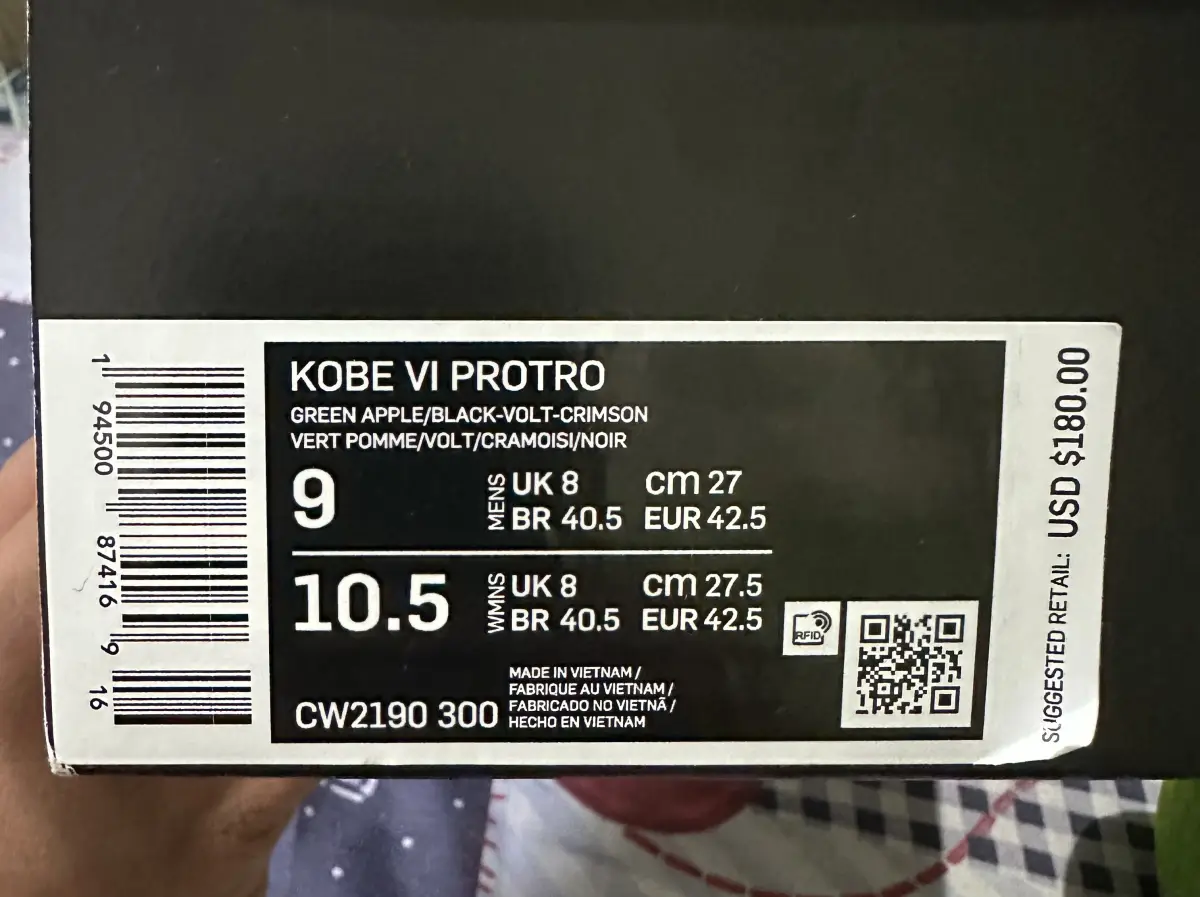 KOBE VI PROTRO
GREEN APPLE/BLACK-VOLT-CRIMSON
VERT POMME/VOLT/CRAMOISI/NOIR
9
MENS
UK 8 CM 27
BR 40.5 EUR 42.5
10.5
WMNS
UK 8 CM 27.5
BR 40.5 EUR 42.5
RFID
CW2190 300
MADE IN VIETNAM /
FABRIQUE AU VIETNAM /
FABRICADO NO VIETNÃ /
HECHO EN VIETNAM
1 94500 87416 9 16
SUGGESTED RETAIL: USD $180.00